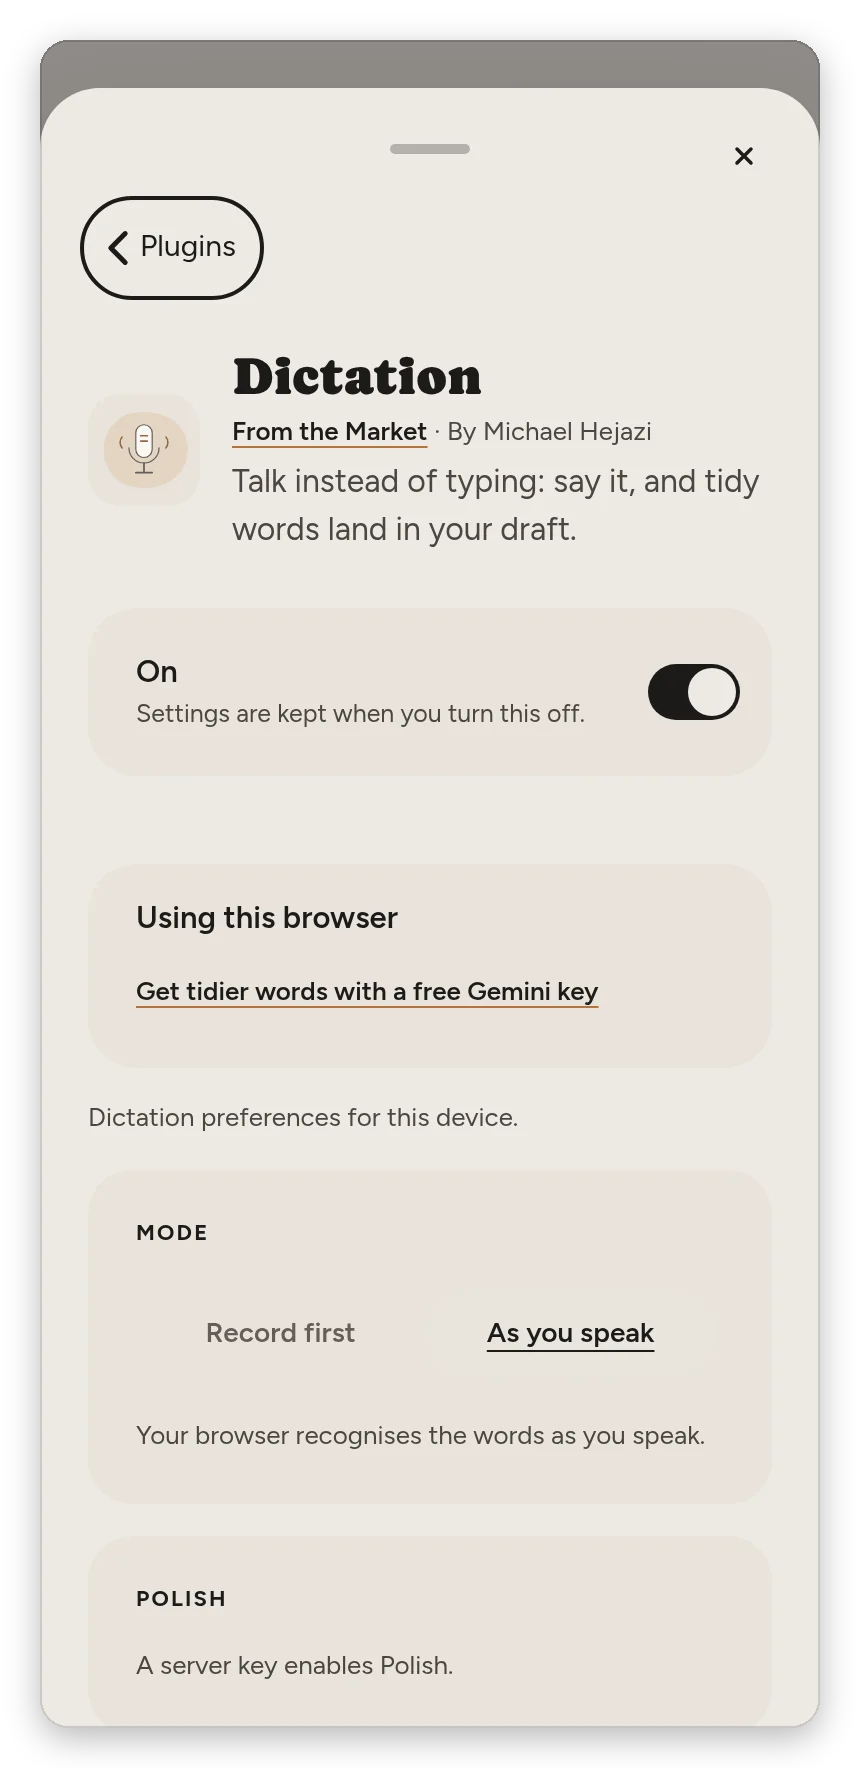 Plugins
Dictation
From the Market · By Michael Hejazi
Talk instead of typing: say it, and tidy
words land in your draft.
On
Settings are kept when you turn this off.
Using this browser
Get tidier words with a free Gemini key
Dictation preferences for this device.
MODE
Record first As you speak
Your browser recognises the words as you speak.
POLISH
A server key enables Polish.